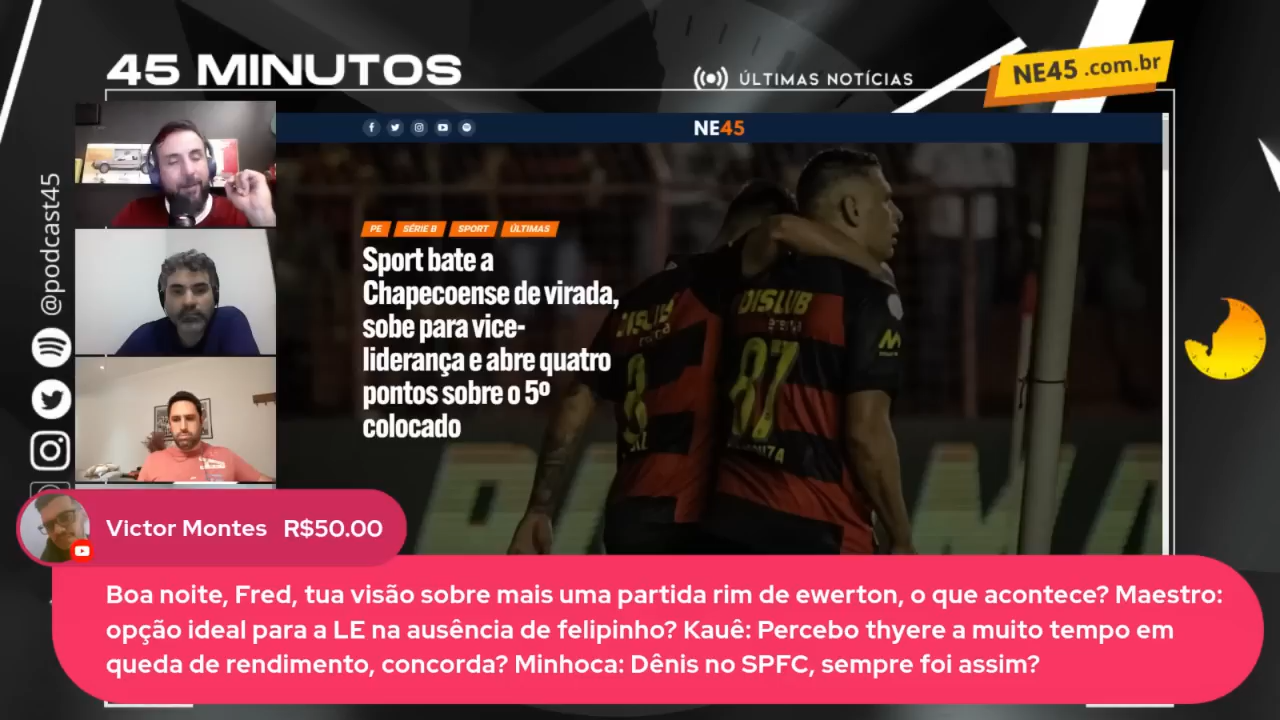 45 MINUTOS
ÚLTIMAS NOTÍCIAS
NE45 .com.br
NE45
@podcast45
PE SÉRIE B SPORT ÚLTIMAS
Sport bate a
Chapecoense de virada,
sobe para vice-
liderança e abre quatro
pontos sobre o 5º
colocado
DISLUB
DISLUB
87
Victor Montes R$50.00
Boa noite, Fred, tua visão sobre mais uma partida rim de ewerton, o que acontece? Maestro:
opção ideal para a LE na ausência de felipinho? Kauê: Percebo thyere a muito tempo em
queda de rendimento, concorda? Minhoca: Dênis no SPFC, sempre foi assim?